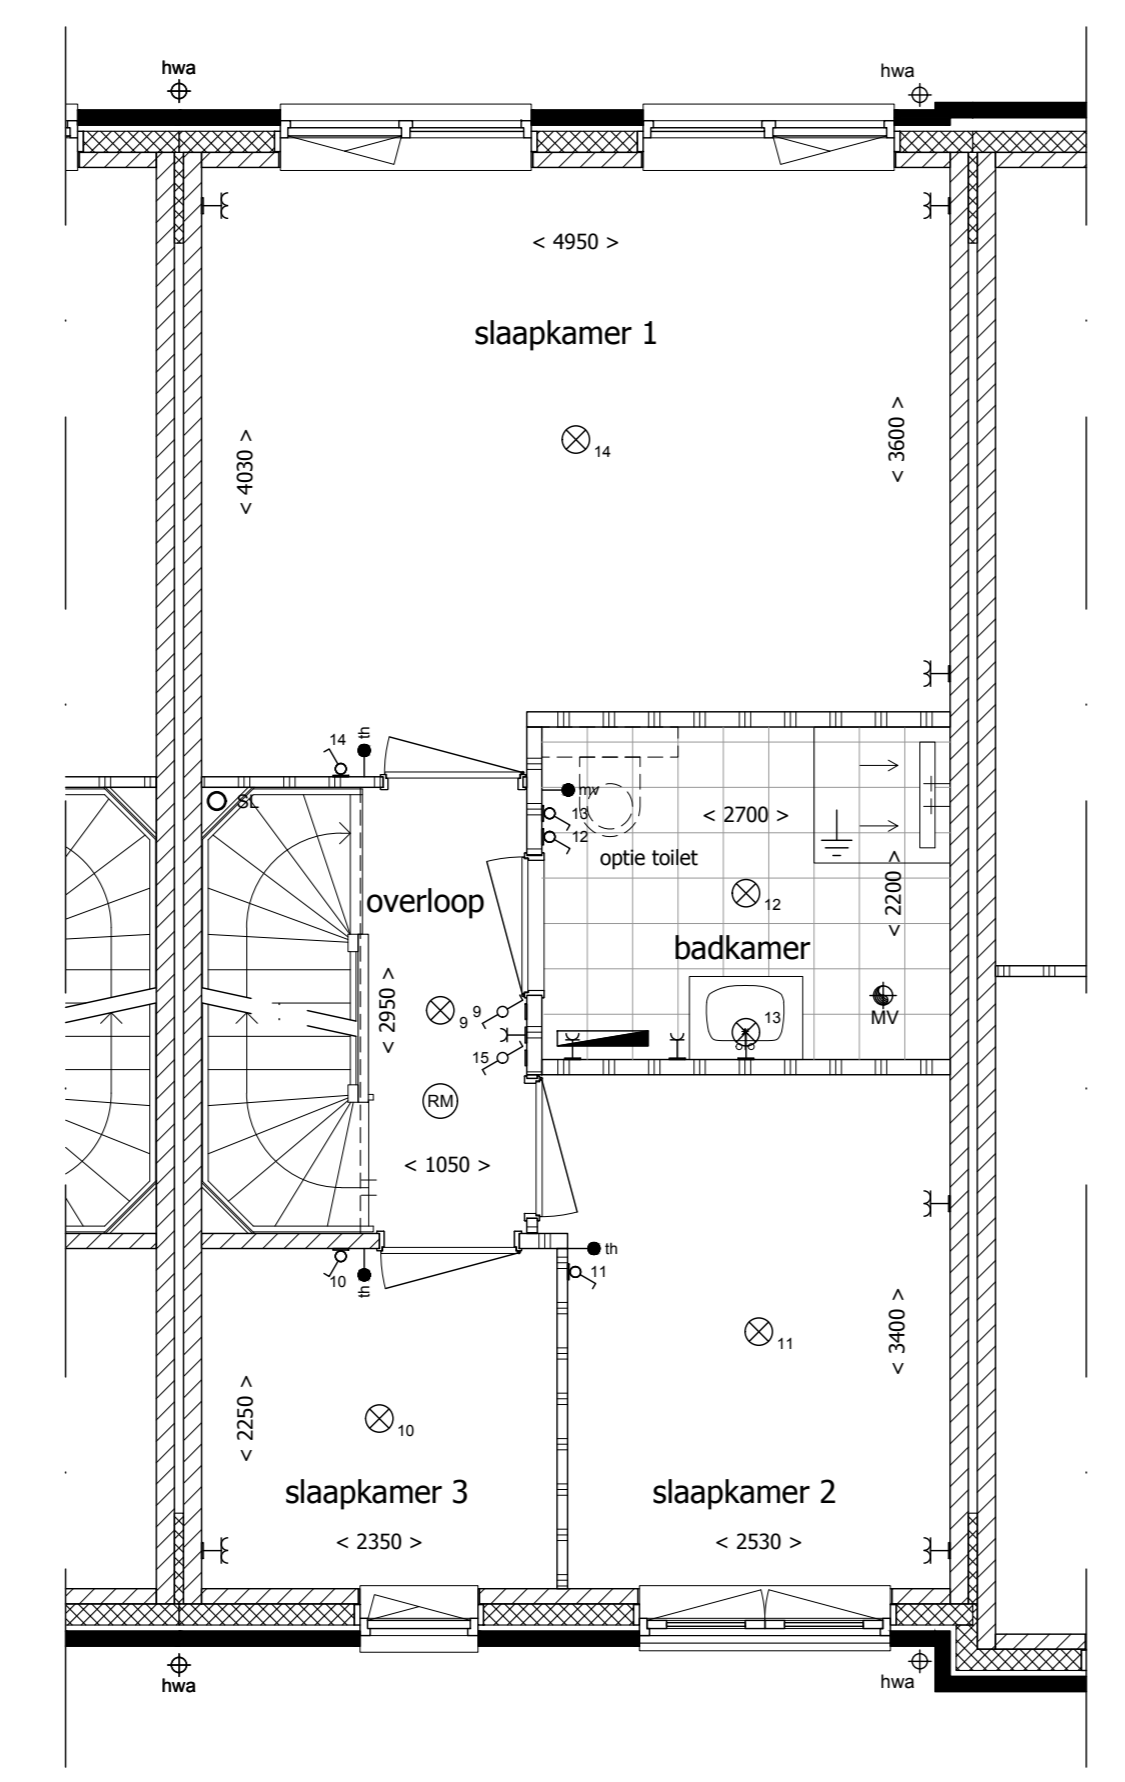 hwa
hwa
< 4950 >
slaapkamer 1
< 4030 >
< 3600 >
14
14
th
SL
mv
13
12
< 2700 >
optie toilet
overloop
12
< 2200 >
badkamer
< 2950 >
9
9
15
13
MV
RM
< 1050 >
th
11
10
th
11
< 3400 >
< 2250 >
10
slaapkamer 3
slaapkamer 2
< 2350 >
< 2530 >
hwa
hwa